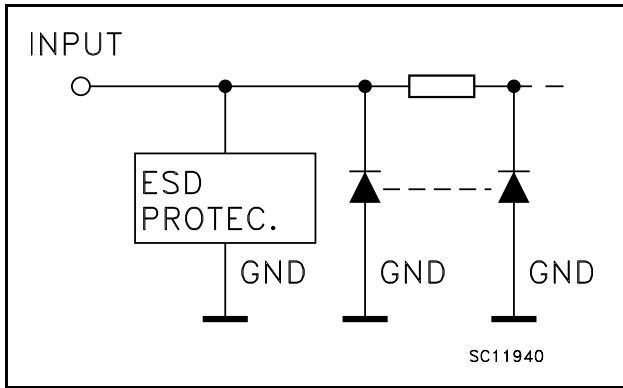 INPUT
ESD
PROTEC.
GND
GND
GND
SC11940